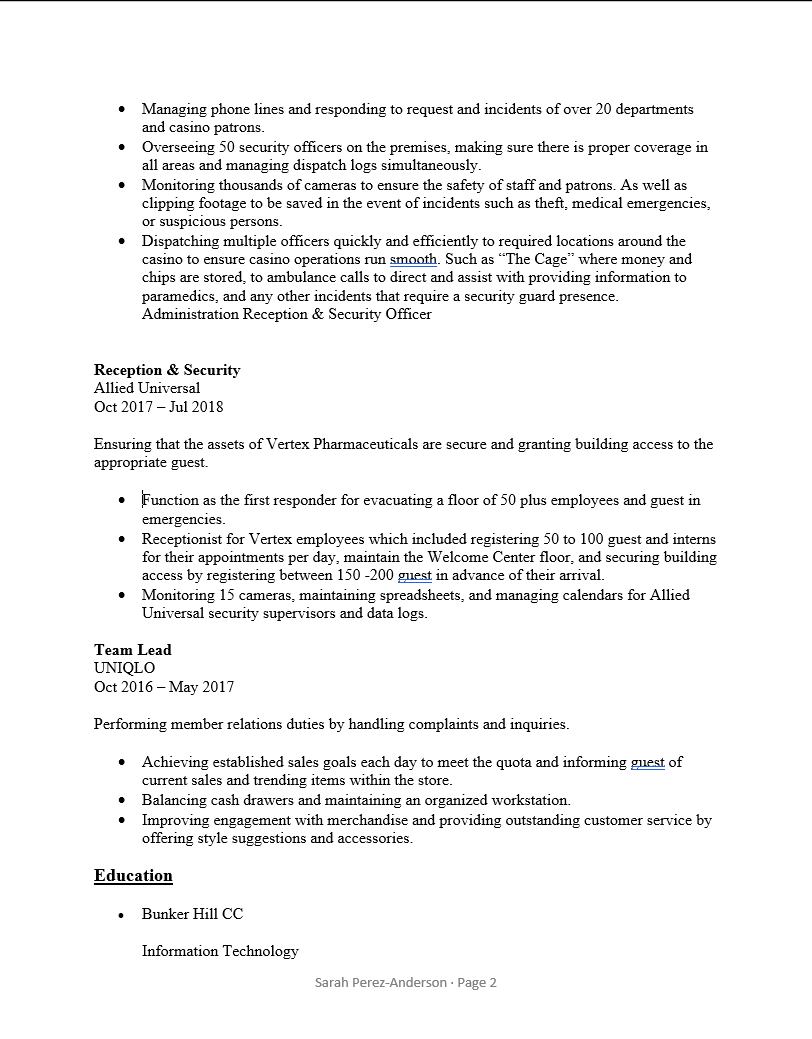 • Managing phone lines and responding to request and incidents of over 20 departments
and casino patrons.
• Overseeing 50 security officers on the premises, making sure there is proper coverage in
all areas and managing dispatch logs simultaneously.
• Monitoring thousands of cameras to ensure the safety of staff and patrons. As well as
clipping footage to be saved in the event of incidents such as theft, medical emergencies,
or suspicious persons.
• Dispatching multiple officers quickly and efficiently to required locations around the
casino to ensure casino operations run smooth. Such as “The Cage” where money and
chips are stored, to ambulance calls to direct and assist with providing information to
paramedics, and any other incidents that require a security guard presence.
Administration Reception & Security Officer
Reception & Security
Allied Universal
Oct 2017 – Jul 2018
Ensuring that the assets of Vertex Pharmaceuticals are secure and granting building access to the
appropriate guest.
• Function as the first responder for evacuating a floor of 50 plus employees and guest in
emergencies.
• Receptionist for Vertex employees which included registering 50 to 100 guest and interns
for their appointments per day, maintain the Welcome Center floor, and securing building
access by registering between 150 -200 guest in advance of their arrival.
• Monitoring 15 cameras, maintaining spreadsheets, and managing calendars for Allied
Universal security supervisors and data logs.
Team Lead
UNIQLO
Oct 2016 – May 2017
Performing member relations duties by handling complaints and inquiries.
• Achieving established sales goals each day to meet the quota and informing guest of
current sales and trending items within the store.
• Balancing cash drawers and maintaining an organized workstation.
• Improving engagement with merchandise and providing outstanding customer service by
offering style suggestions and accessories.
Education
• Bunker Hill CC
Information Technology
Sarah Perez-Anderson · Page 2